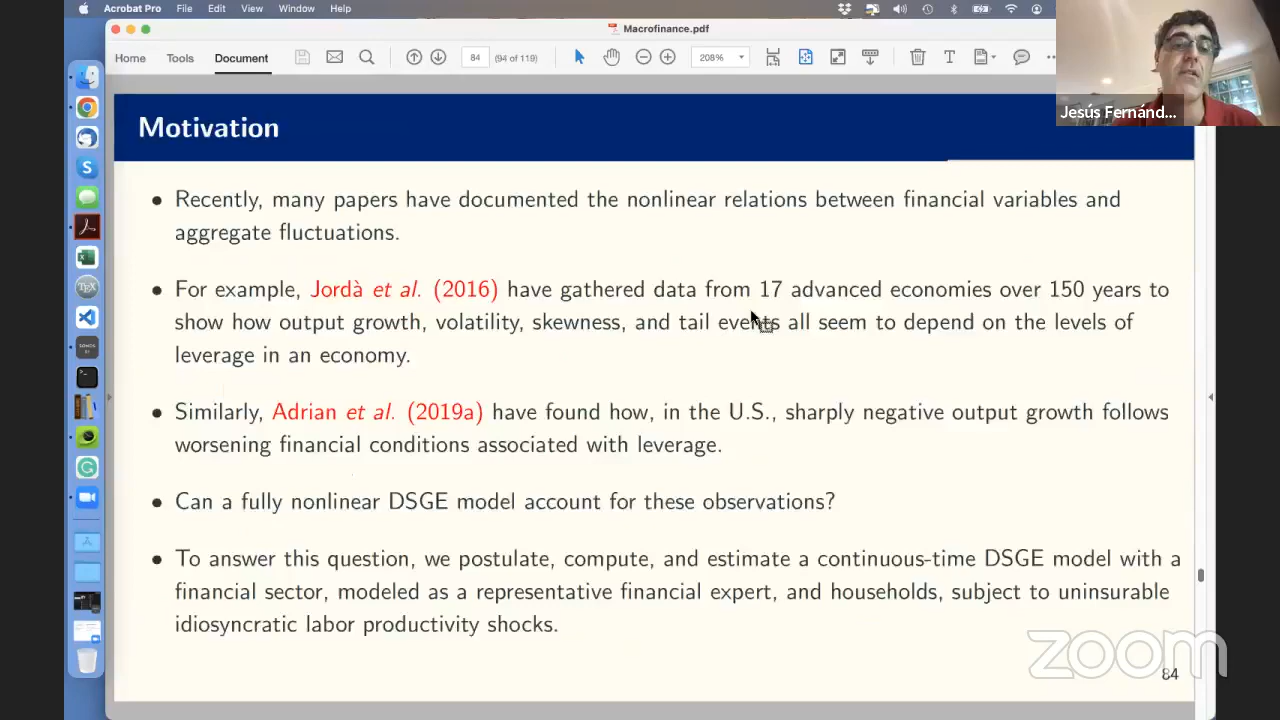 Acrobat Pro File Edit View Window Help
Macrofinance.pdf
Home Tools Document 84 (94 of 119) 208%
Jesús Fernánd...
Motivation
Recently, many papers have documented the nonlinear relations between financial variables and
aggregate fluctuations.
For example, Jordà et al. (2016) have gathered data from 17 advanced economies over 150 years to
show how output growth, volatility, skewness, and tail events all seem to depend on the levels of
leverage in an economy.
Similarly, Adrian et al. (2019a) have found how, in the U.S., sharply negative output growth follows
worsening financial conditions associated with leverage.
Can a fully nonlinear DSGE model account for these observations?
To answer this question, we postulate, compute, and estimate a continuous-time DSGE model with a
financial sector, modeled as a representative financial expert, and households, subject to uninsurable
idiosyncratic labor productivity shocks.
zoom
84